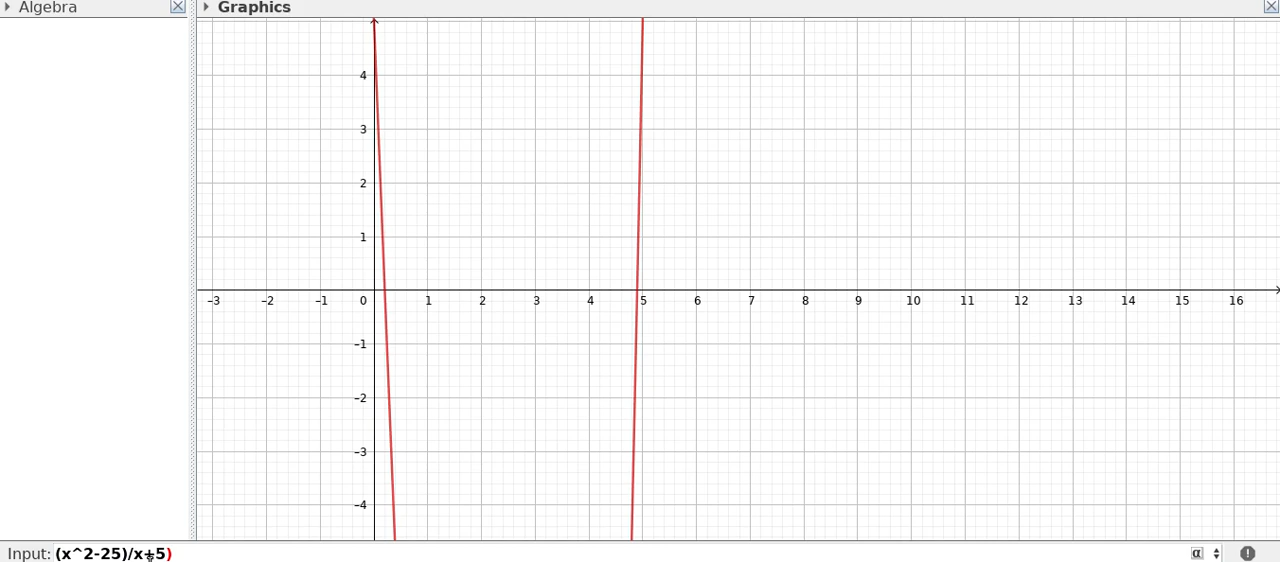 Algebra
Graphics
4
3
2
1
-3 -2 -1 0 1 2 3 4 5 6 7 8 9 10 11 12 13 14 15 16
-1
-2
-3
-4
Input: (x^2-25)/x+5) α